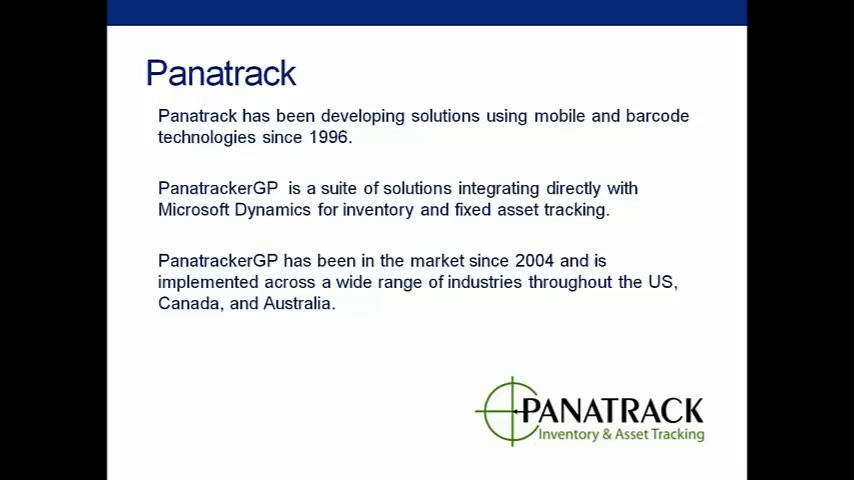 Panatrack
Panatrack has been developing solutions using mobile and barcode
technologies since 1996.
PanatrackerGP is a suite of solutions integrating directly with
Microsoft Dynamics for inventory and fixed asset tracking.
PanatrackerGP has been in the market since 2004 and is
implemented across a wide range of industries throughout the US,
Canada, and Australia.
PANATRACK
Inventory & Asset Tracking